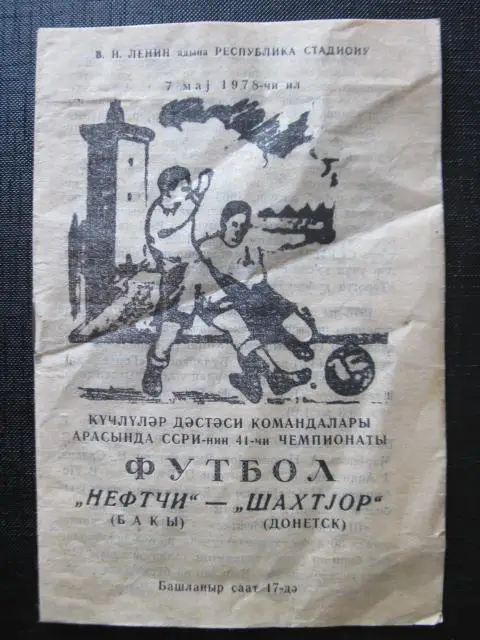 В. И. ЛЕНИН адына РЕСПУБЛИКА СТАДИОНУ
7 мај 1978-чи ил
КҮЧЛҮЛӘР ДӘСТӘСИ КОМАНДАЛАРЫ
АРАСЫНДА ССРИ-нин 41-чи ЧЕМПИОНАТЫ
ФУТБОЛ
„НЕФТЧИ“ — „ШАХТЈОР“
(БАКЫ) (ДОНЕТСК)
Башланыр саат 17-дә